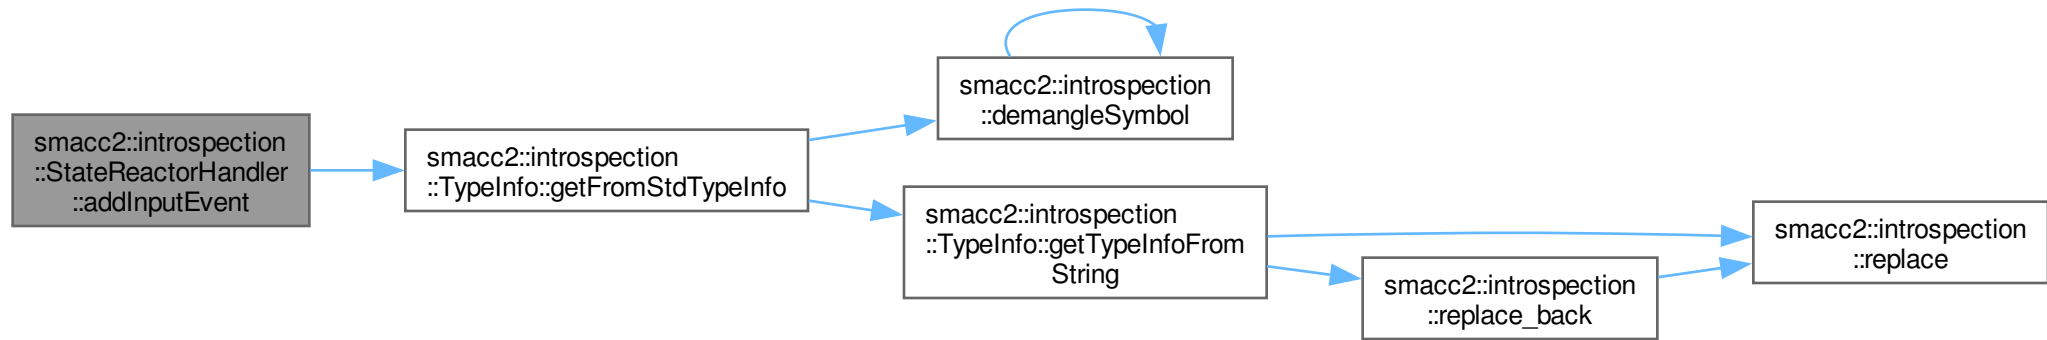 smacc2::introspection
::StateReactorHandler
::addInputEvent
smacc2::introspection
::TypeInfo::getFromStdTypeInfo
smacc2::introspection
::demangleSymbol
smacc2::introspection
::TypeInfo::getTypeInfoFrom
String
smacc2::introspection
::replace_back
smacc2::introspection
::replace